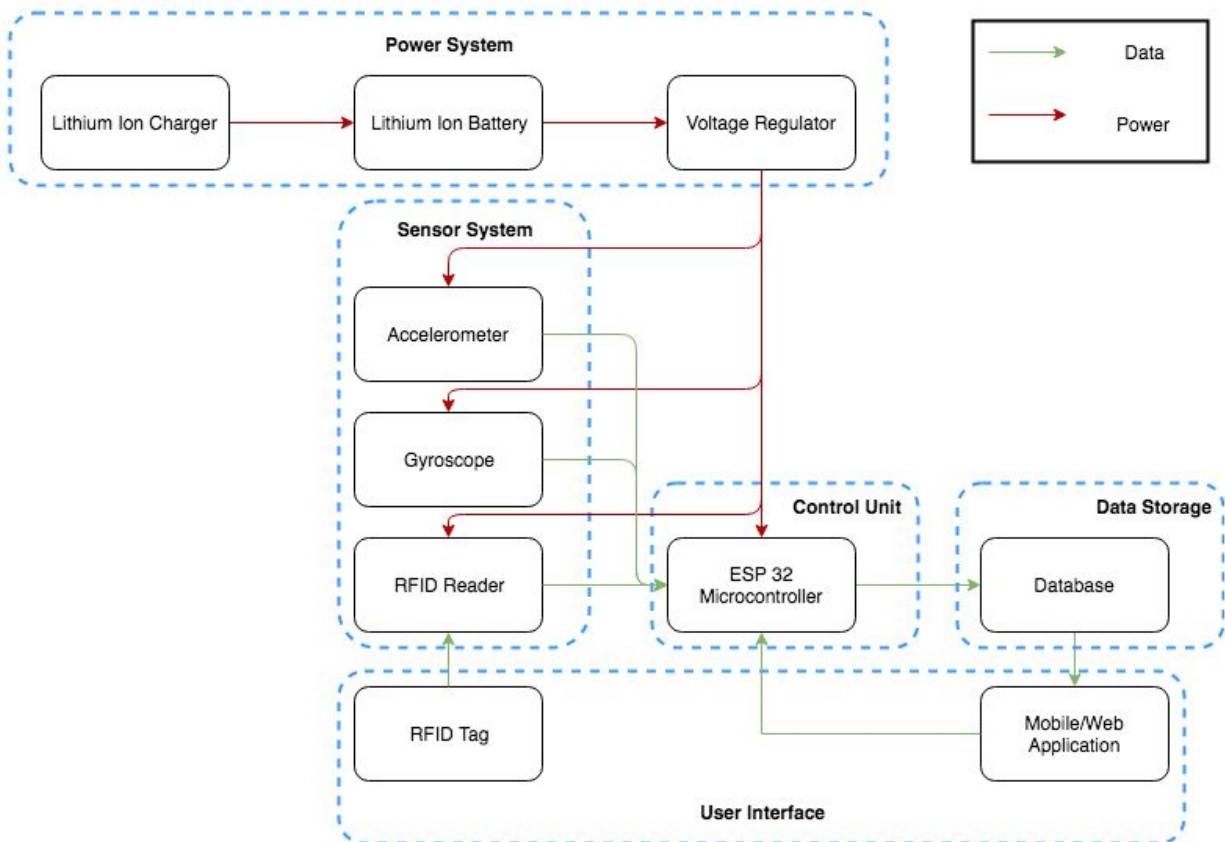 Power System
Data
Power
Lithium Ion Charger
Lithium Ion Battery
Voltage Regulator
Sensor System
Accelerometer
Gyroscope
Control Unit
Data Storage
RFID Reader
ESP 32
Microcontroller
Database
RFID Tag
Mobile/Web
Application
User Interface